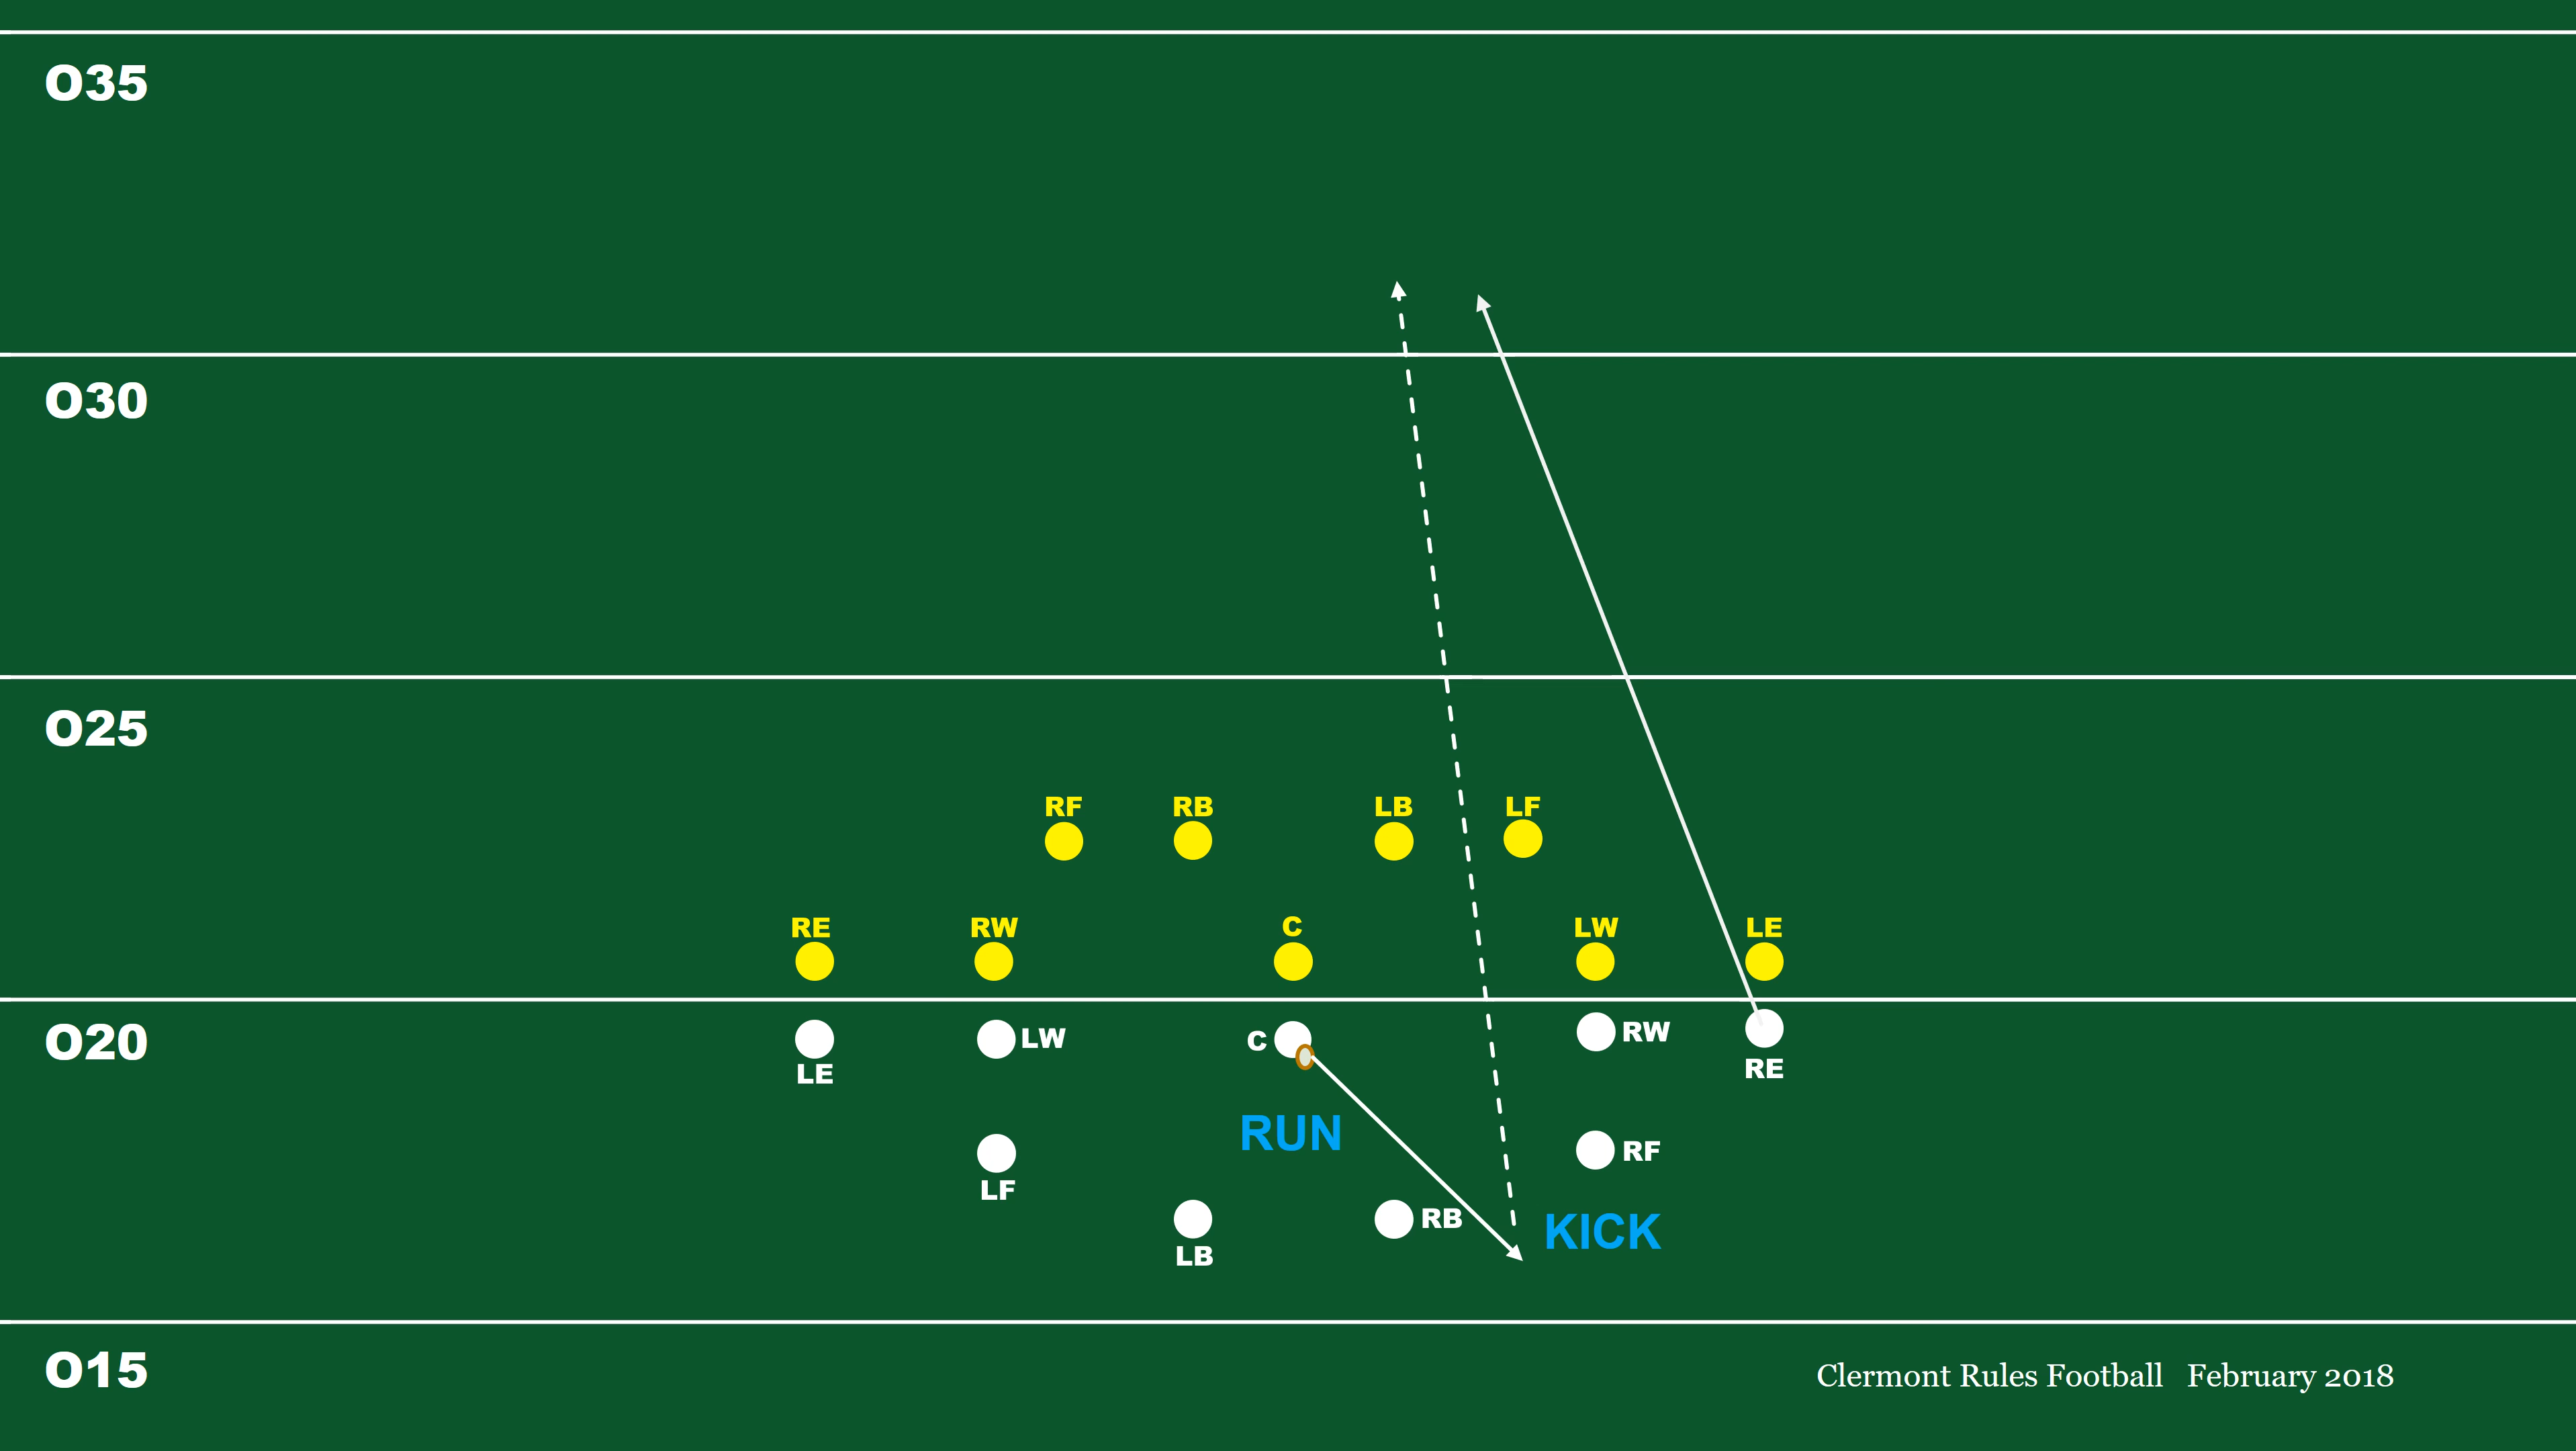 O35
O30
O25
RF RB LB LF
RE RW C LW LE
O20
LW C RW
LE RE
RUN
RF
LF
RB
KICK
LB
O15
Clermont Rules Football February 2018